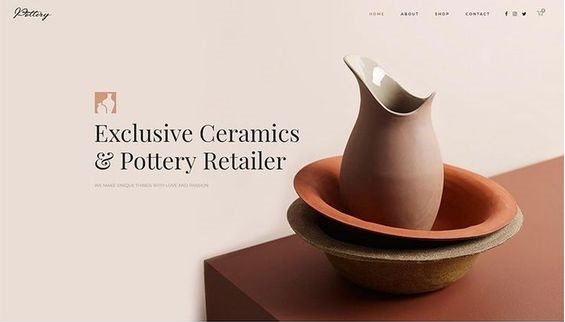 Pottery
HOME ABOUT SHOP CONTACT
Exclusive Ceramics
& Pottery Retailer
WE MAKE UNIQUE THINGS WITH LOVE AND PASSION